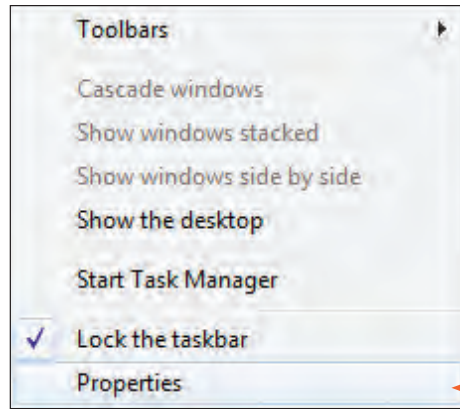 Toolbars
Cascade windows
Show windows stacked
Show windows side by side
Show the desktop
Start Task Manager
Lock the taskbar
Properties